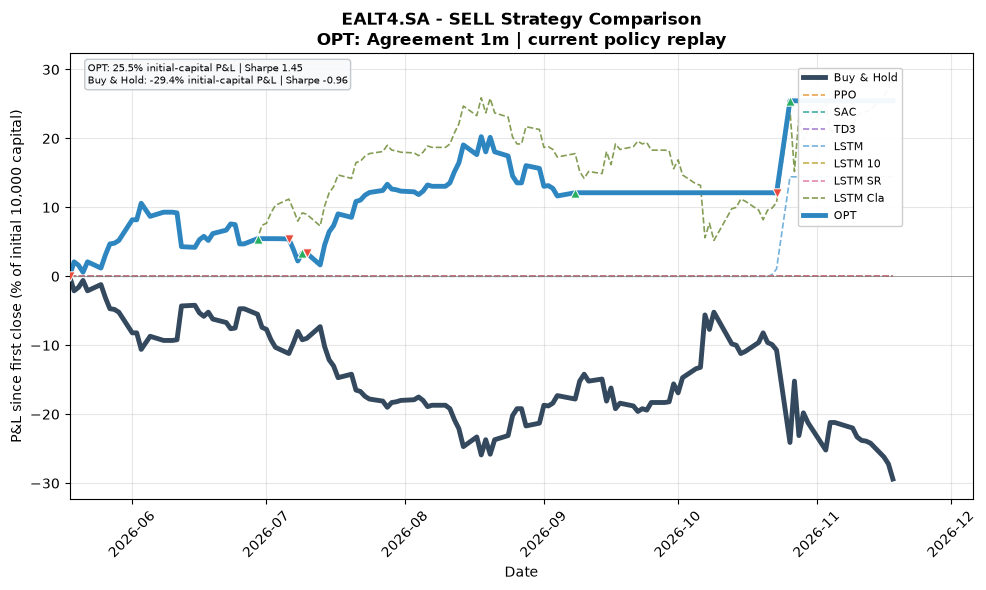 EALT4.SA - SELL Strategy Comparison
OPT: Agreement 1m | current policy replay
OPT: 25.5% initial-capital P&L | Sharpe 1.45
Buy & Hold: -29.4% initial-capital P&L | Sharpe -0.96
Buy & Hold
PPO
SAC
TD3
LSTM
LSTM 10
LSTM SR
LSTM Cla
OPT
P&L since first close (% of initial 10,000 capital)
30
20
10
0
−10
−20
−30
2026-06
2026-07
2026-08
2026-09
2026-10
2026-11
2026-12
Date